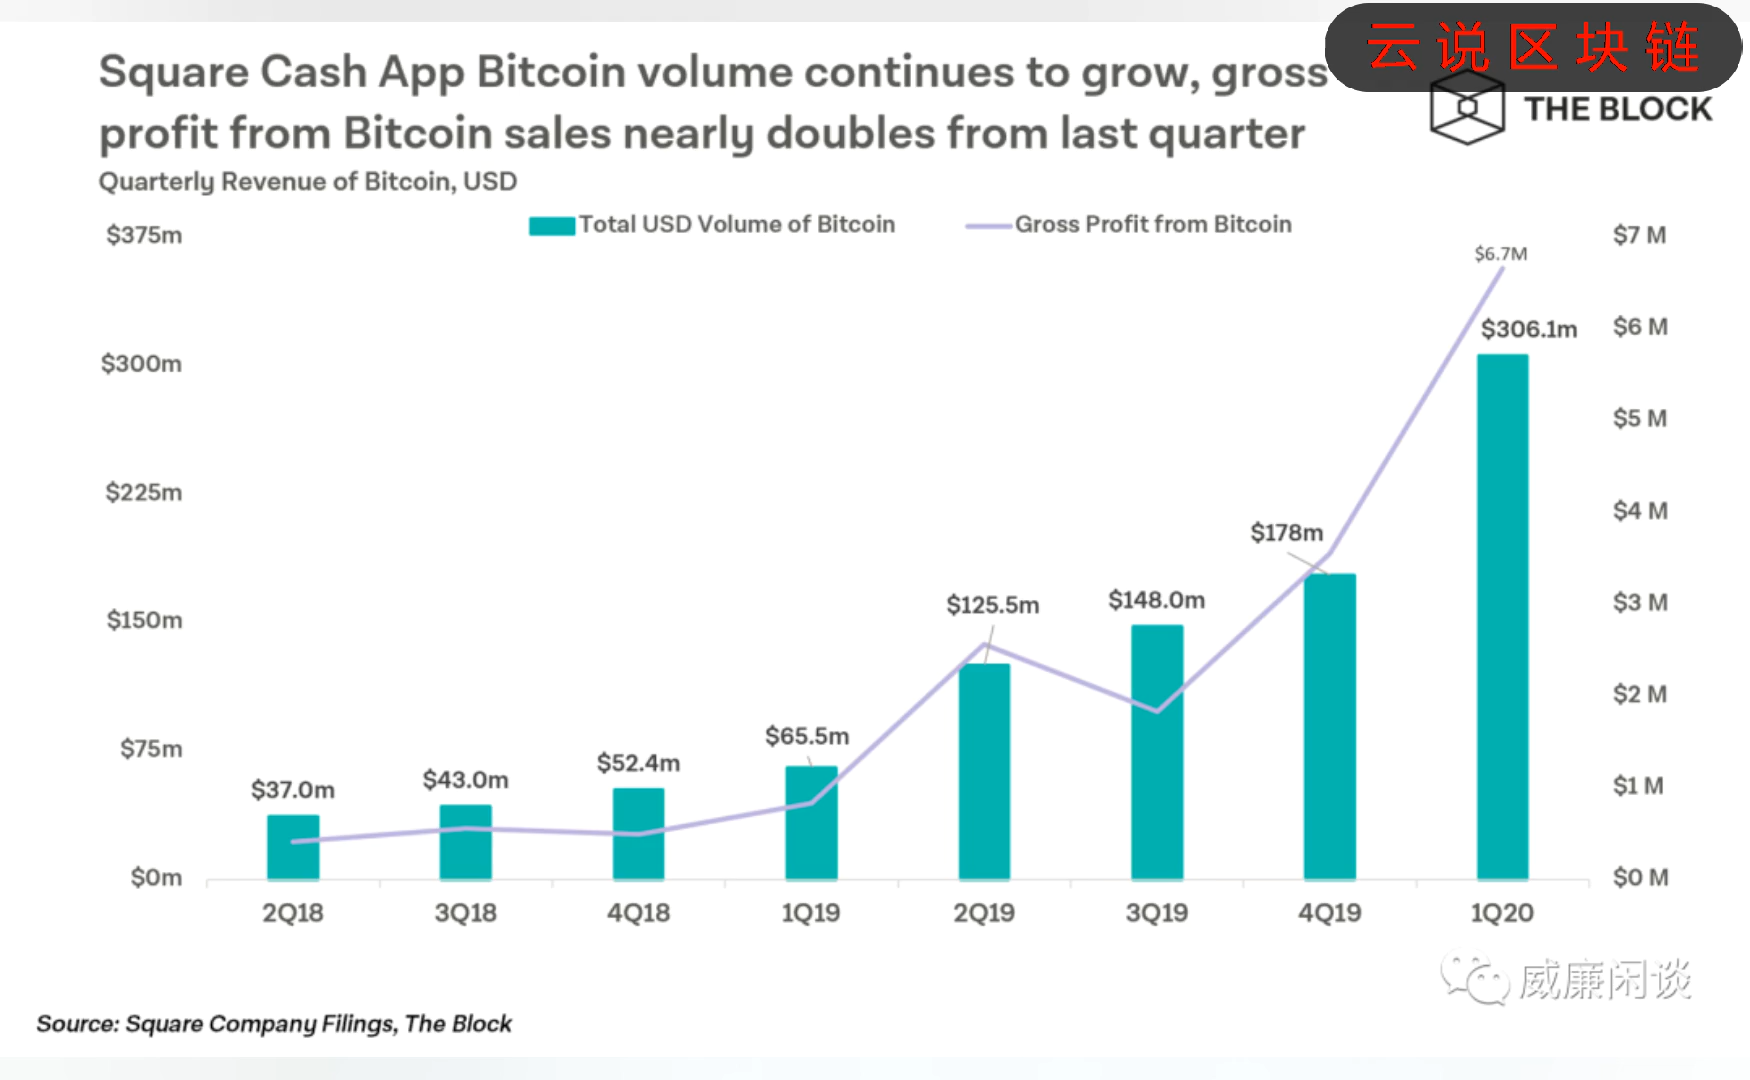 云说区块链
Square Cash App Bitcoin volume continues to grow, gross
profit from Bitcoin sales nearly doubles from last quarter
THE BLOCK
Quarterly Revenue of Bitcoin, USD
Total USD Volume of Bitcoin
Gross Profit from Bitcoin
$375m
$300m
$225m
$150m
$75m
$0m
$7 M
$6 M
$5 M
$4 M
$3 M
$2 M
$1 M
$0 M
$37.0m
$43.0m
$52.4m
$65.5m
$125.5m
$148.0m
$178m
$306.1m
$6.7M
2Q18
3Q18
4Q18
1Q19
2Q19
3Q19
4Q19
1Q20
威廉闲谈
Source: Square Company Filings, The Block